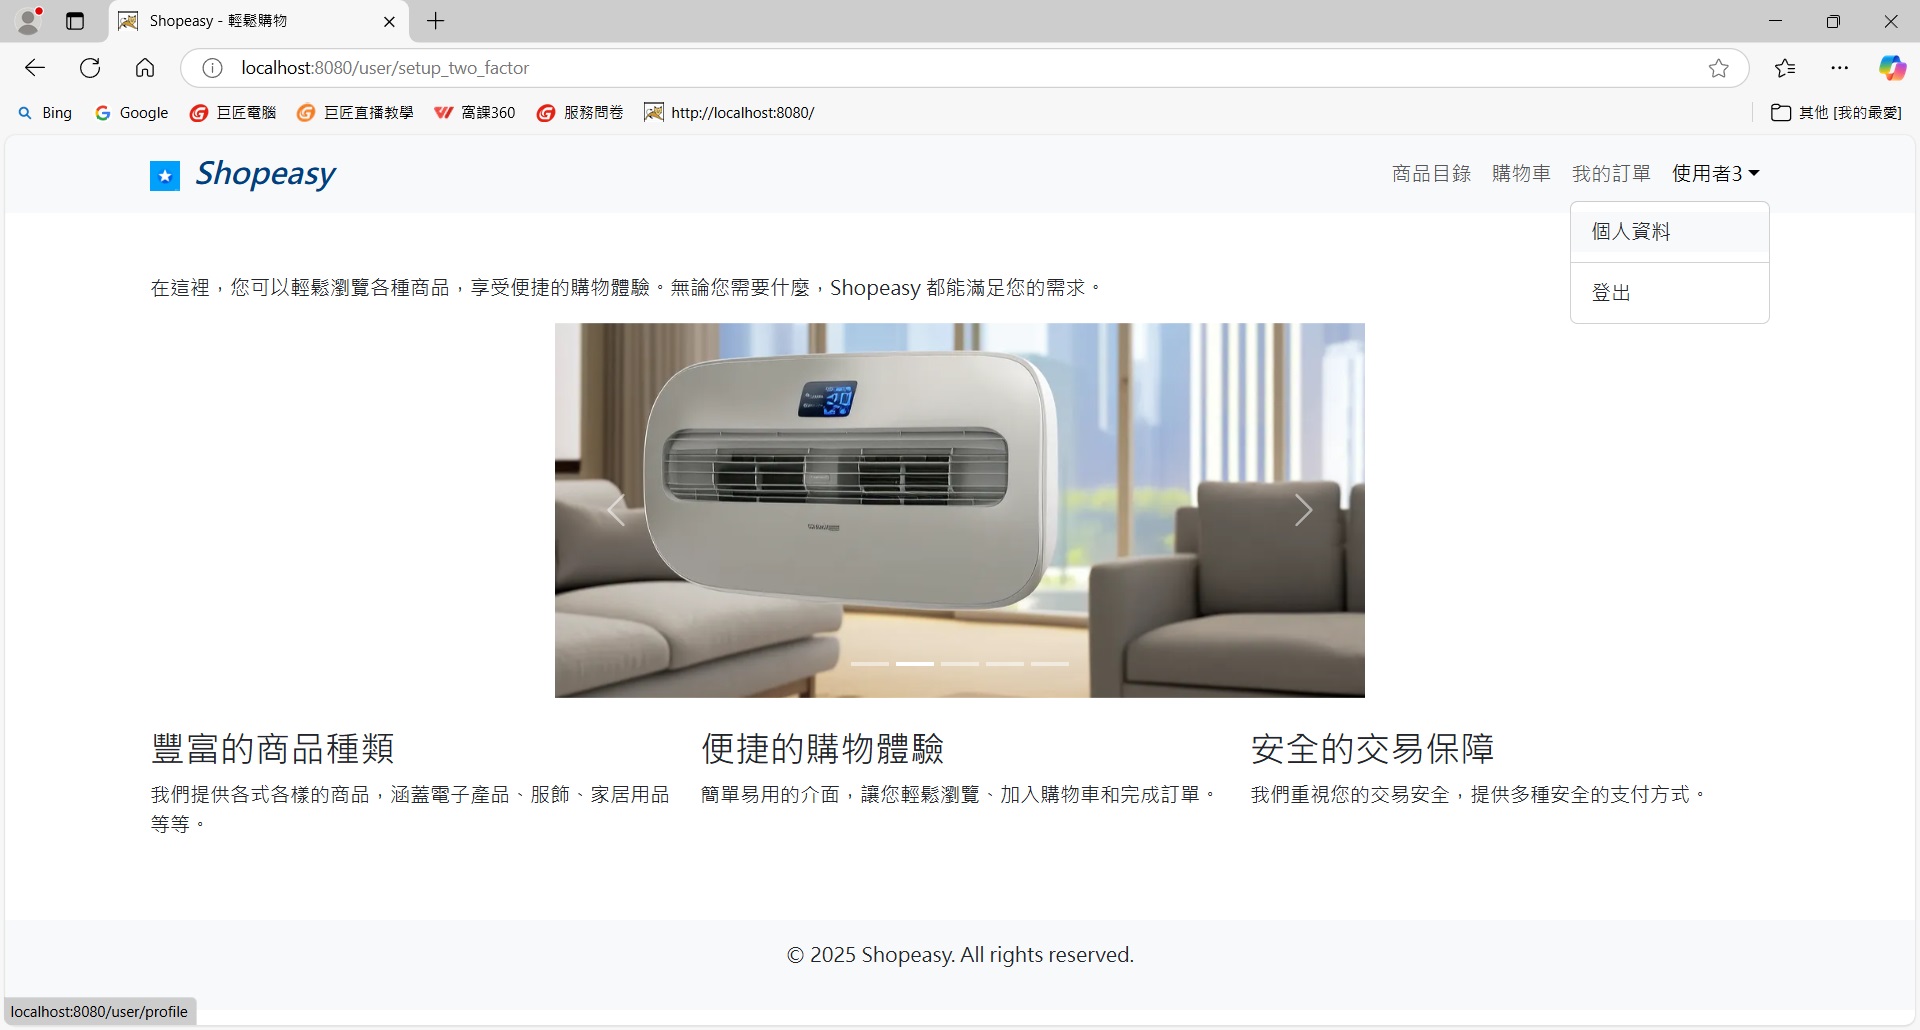 Shopeasy - 輕鬆購物
localhost:8080/user/setup_two_factor
Bing
Google
巨匠電腦
巨匠直播教學
窩課360
服務問卷
http://localhost:8080/
其他 [我的最愛]
Shopeasy
商品目錄
購物車
我的訂單
使用者3
個人資料
登出
在這裡，您可以輕鬆瀏覽各種商品，享受便捷的購物體驗。無論您需要什麼，Shopeasy 都能滿足您的需求。
豐富的商品種類
我們提供各式各樣的商品，涵蓋電子產品、服飾、家居用品
等等。
便捷的購物體驗
簡單易用的介面，讓您輕鬆瀏覽、加入購物車和完成訂單。
安全的交易保障
我們重視您的交易安全，提供多種安全的支付方式。
© 2025 Shopeasy. All rights reserved.
localhost:8080/user/profile